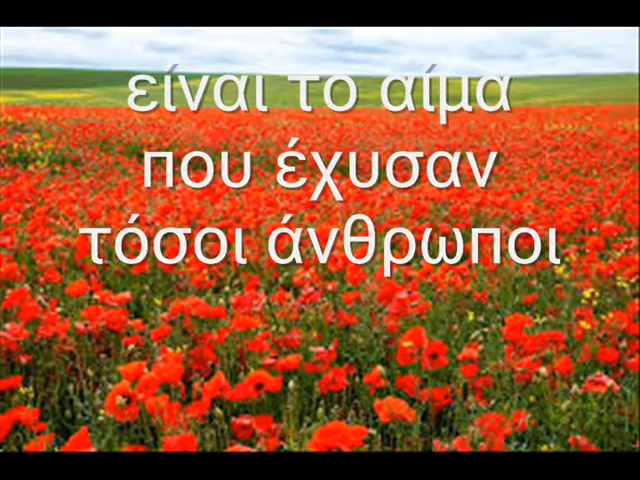 είναι το αίμα
που έχυσαν
τόσοι άνθρωποι